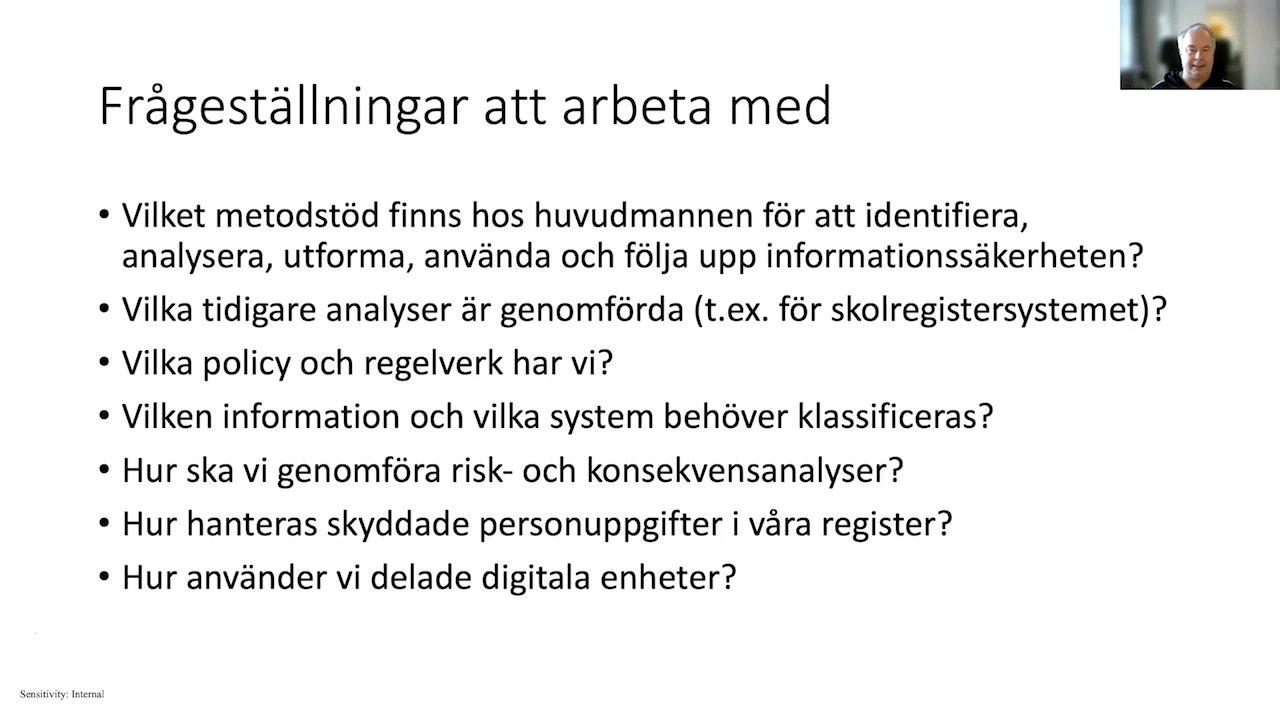 Frågeställningar att arbeta med
• Vilket metodstöd finns hos huvudmannen för att identifiera,
analysera, utforma, använda och följa upp informationssäkerheten?
• Vilka tidigare analyser är genomförda (t.ex. för skolregistersystemet)?
• Vilka policy och regelverk har vi?
• Vilken information och vilka system behöver klassificeras?
• Hur ska vi genomföra risk- och konsekvensanalyser?
• Hur hanteras skyddade personuppgifter i våra register?
• Hur använder vi delade digitala enheter?
Sensitivity: Internal